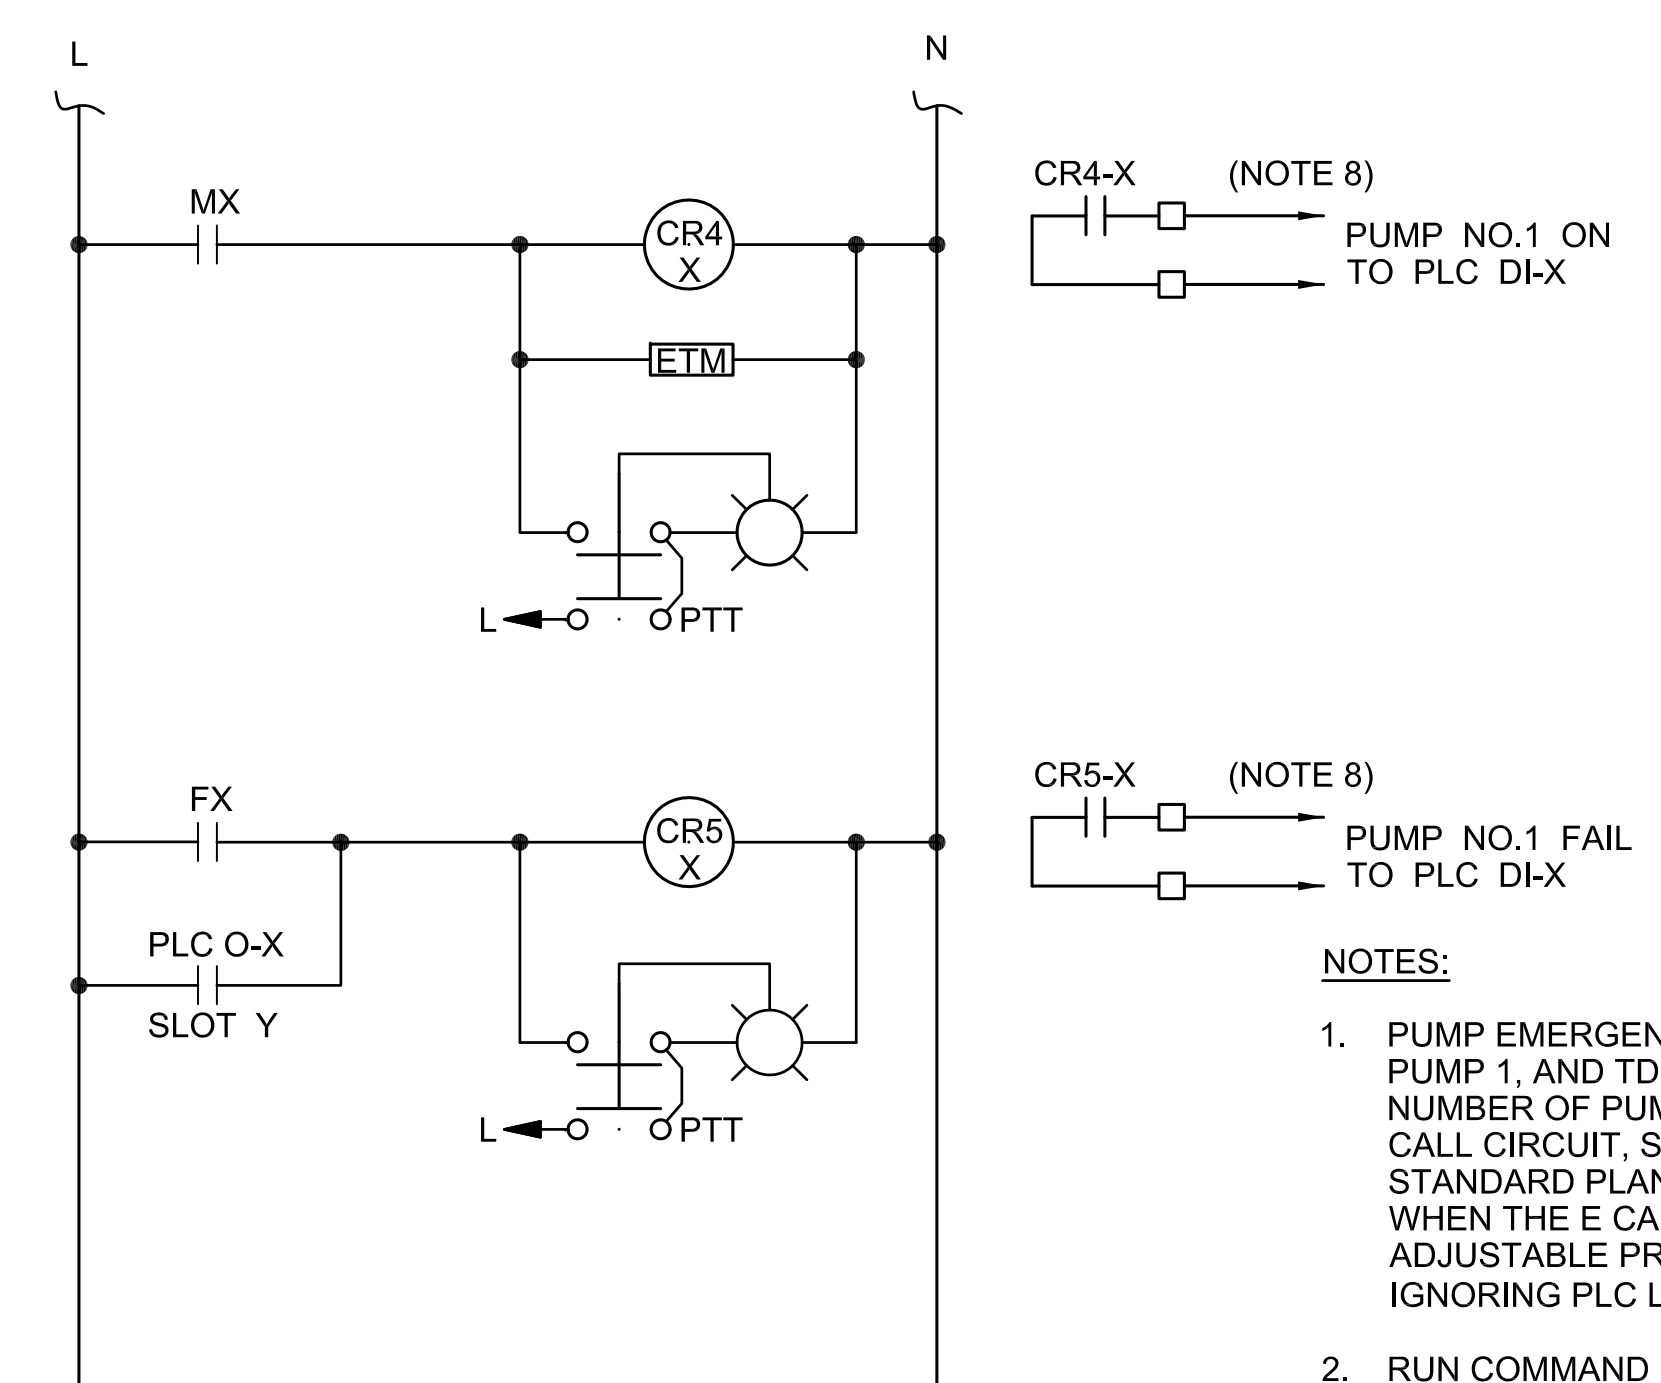 L
N
MX
CR4
X
CR4-X (NOTE 8)
PUMP NO.1 ON
TO PLC DI-X
ETM
L PTT
FX
CR5
X
CR5-X (NOTE 8)
PUMP NO.1 FAIL
TO PLC DI-X
PLC O-X
SLOT Y
L PTT
NOTES:
1. PUMP EMERGEN
PUMP 1, AND TD
NUMBER OF PUM
CALL CIRCUIT, S
STANDARD PLAN
WHEN THE E CA
ADJUSTABLE PR
IGNORING PLC L
2. RUN COMMAND